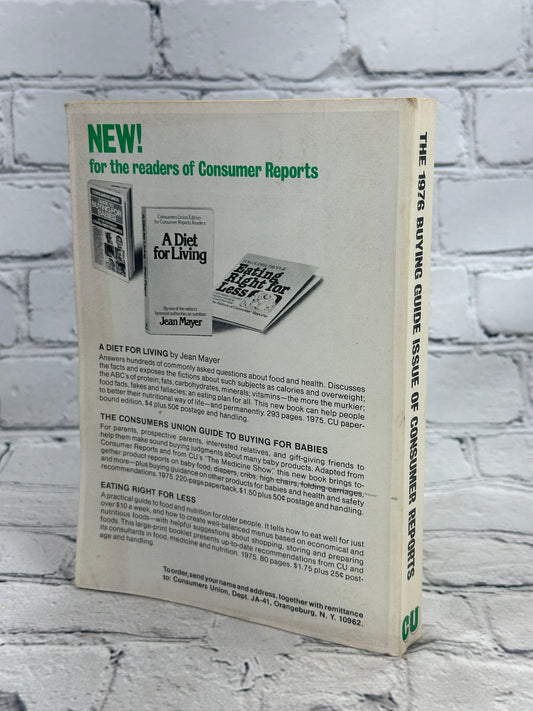 NEW!
for the readers of Consumer Reports
Consumers Union Edition
for Consumer Reports Readers
A Diet
for Living
By one of the nation's
foremost authorities on nutrition
Jean Mayer
Eating
Right for
Less
A DIET FOR LIVING by Jean Mayer
Answers hundreds of commonly asked questions about food and health. Discusses
the facts and exposes the fictions about such subjects as calories and overweight;
the ABC's of protein; fats, carbohydrates, minerals; vitamins—the more the murkier;
food fads, fakes and fallacies; an eating plan for all. This new book can help people
to better their nutritional way of life—and permanently. 293 pages. 1975. CU paper-
bound edition, $4 plus 50¢ postage and handling.
THE CONSUMERS UNION GUIDE TO BUYING FOR BABIES
For parents, prospective parents, interested relatives, and gift-giving friends to
help them make sound buying judgments about many baby products. Adapted from
Consumer Reports and from CU's "The Medicine Show," this new book brings to-
gether product reports on baby food, diapers, cribs, high chairs, folding carriages,
and more—plus buying guidance on other products for babies and health and safety
recommendations. 1975. 220-page paperback, $1.50 plus 50¢ postage and handling.
EATING RIGHT FOR LESS
A practical guide to food and nutrition for older people. It tells how to eat well for just
over $10 a week, and how to create well-balanced menus based on economical and
nutritious foods—with helpful suggestions about shopping, storing and preparing
foods. This large-print booklet presents up-to-date recommendations from CU and
its consultants in food, medicine and nutrition. 1975. 80 pages. $1.75 plus 25¢ post-
age and handling.
To order, send your name and address, together with remittance
to: Consumers Union, Dept. JA-41, Orangeburg, N. Y. 10962.
THE 1976 BUYING GUIDE ISSUE OF CONSUMER REPORTS
CU